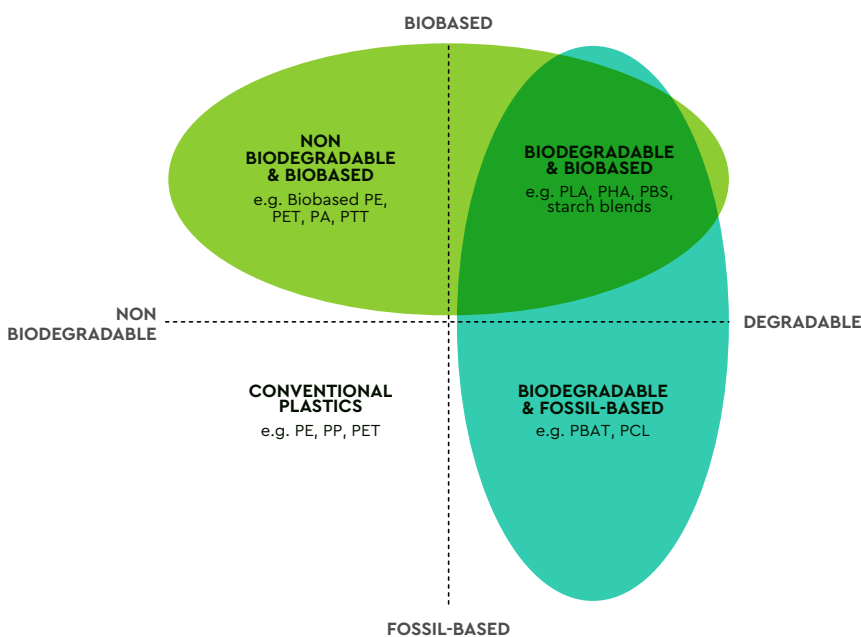 BIOBASED
NON
BIODEGRADABLE
& BIOBASED
e.g. Biobased PE,
PET, PA, PTT
BIODEGRADABLE
& BIOBASED
e.g. PLA, PHA, PBS,
starch blends
NON
BIODEGRADABLE
DEGRADABLE
CONVENTIONAL
PLASTICS
e.g. PE, PP, PET
BIODEGRADABLE
& FOSSIL-BASED
e.g. PBAT, PCL
FOSSIL-BASED